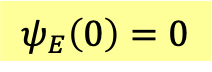 ψ_E(0) = 0